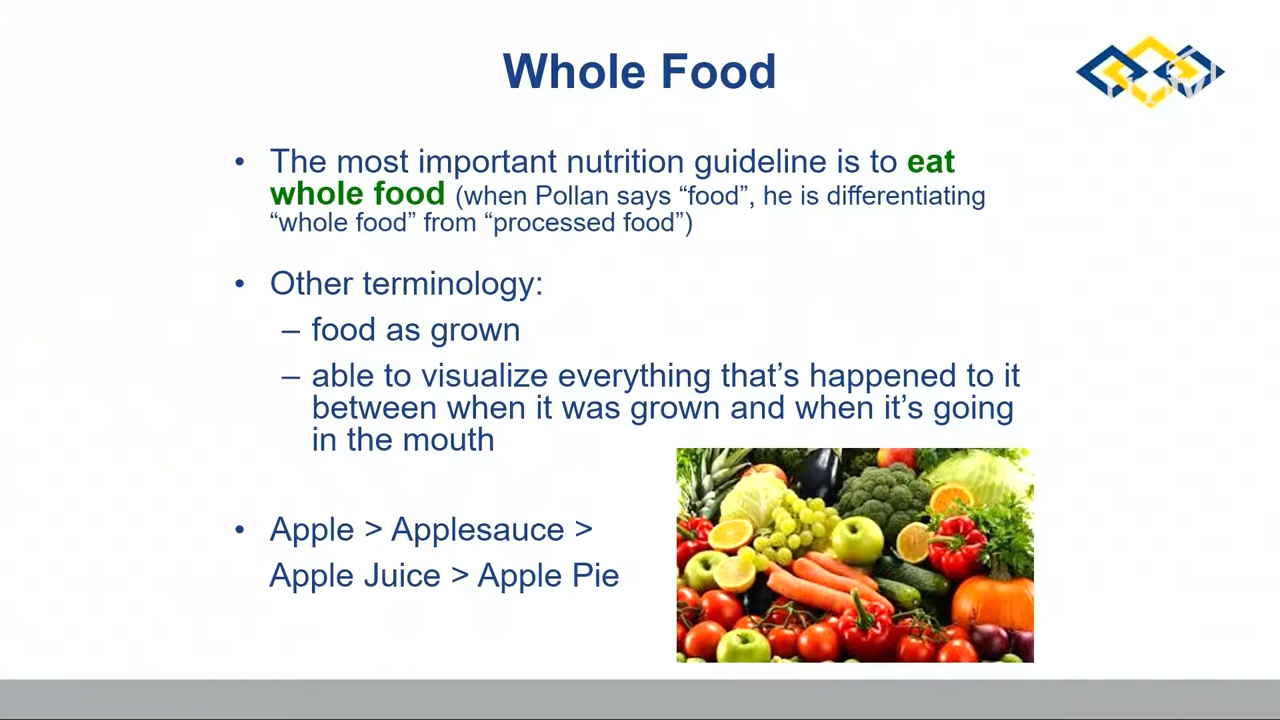 Whole Food
• The most important nutrition guideline is to eat
whole food (when Pollan says “food”, he is differentiating
“whole food” from “processed food”)
• Other terminology:
– food as grown
– able to visualize everything that’s happened to it
between when it was grown and when it’s going
in the mouth
• Apple > Applesauce >
Apple Juice > Apple Pie